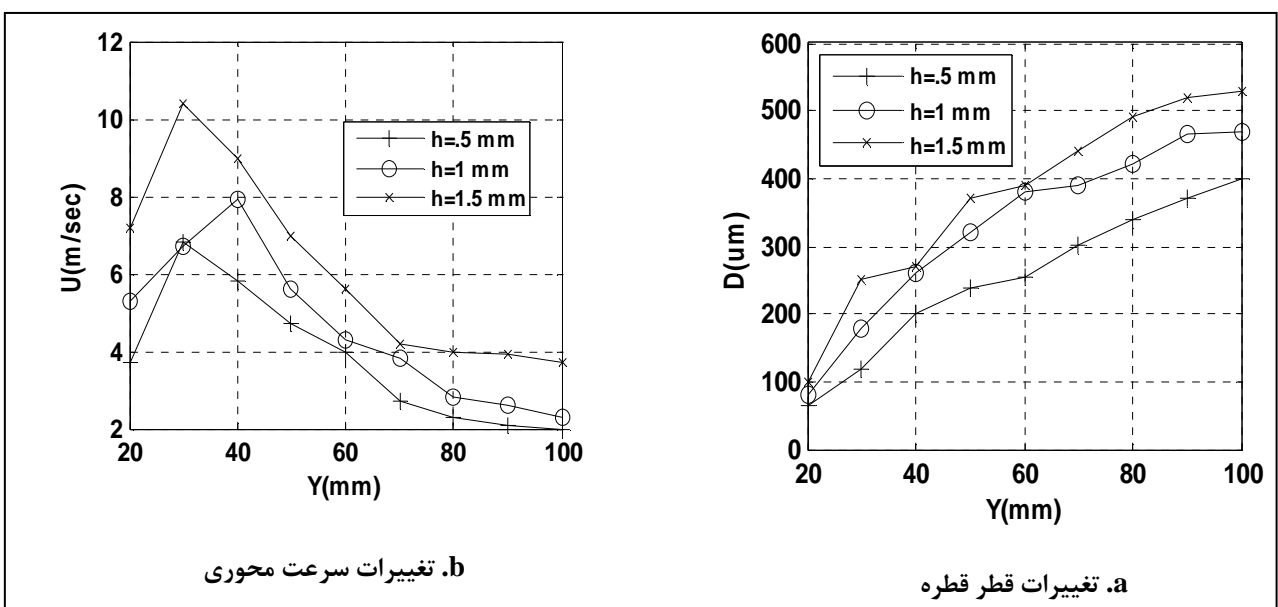 12
10
8
6
4
2
U(m/sec)
h=.5 mm
h=1 mm
h=1.5 mm
20 40 60 80 100
Y(mm)
b. تغییرات سرعت محوری
600
500
400
300
200
100
0
D(um)
h=.5 mm
h=1 mm
h=1.5 mm
20 40 60 80 100
Y(mm)
a. تغییرات قطر قطره